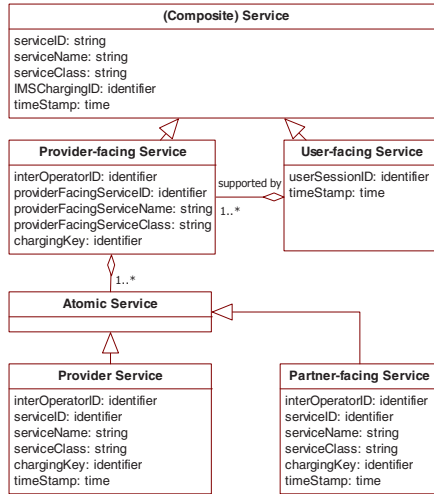 (Composite) Service
serviceID: string
serviceName: string
serviceClass: string
IMSChargingID: identifier
timeStamp: time
Provider-facing Service
interOperatorID: identifier
providerFacingServiceID: identifier
providerFacingServiceName: string
providerFacingServiceClass: string
chargingKey: identifier
supported by
1..*
User-facing Service
userSessionID: identifier
timeStamp: time
1..*
Atomic Service
Provider Service
interOperatorID: identifier
serviceID: identifier
serviceName: string
serviceClass: string
chargingKey: identifier
timeStamp: time
Partner-facing Service
interOperatorID: identifier
serviceID: identifier
serviceName: string
serviceClass: string
chargingKey: identifier
timeStamp: time